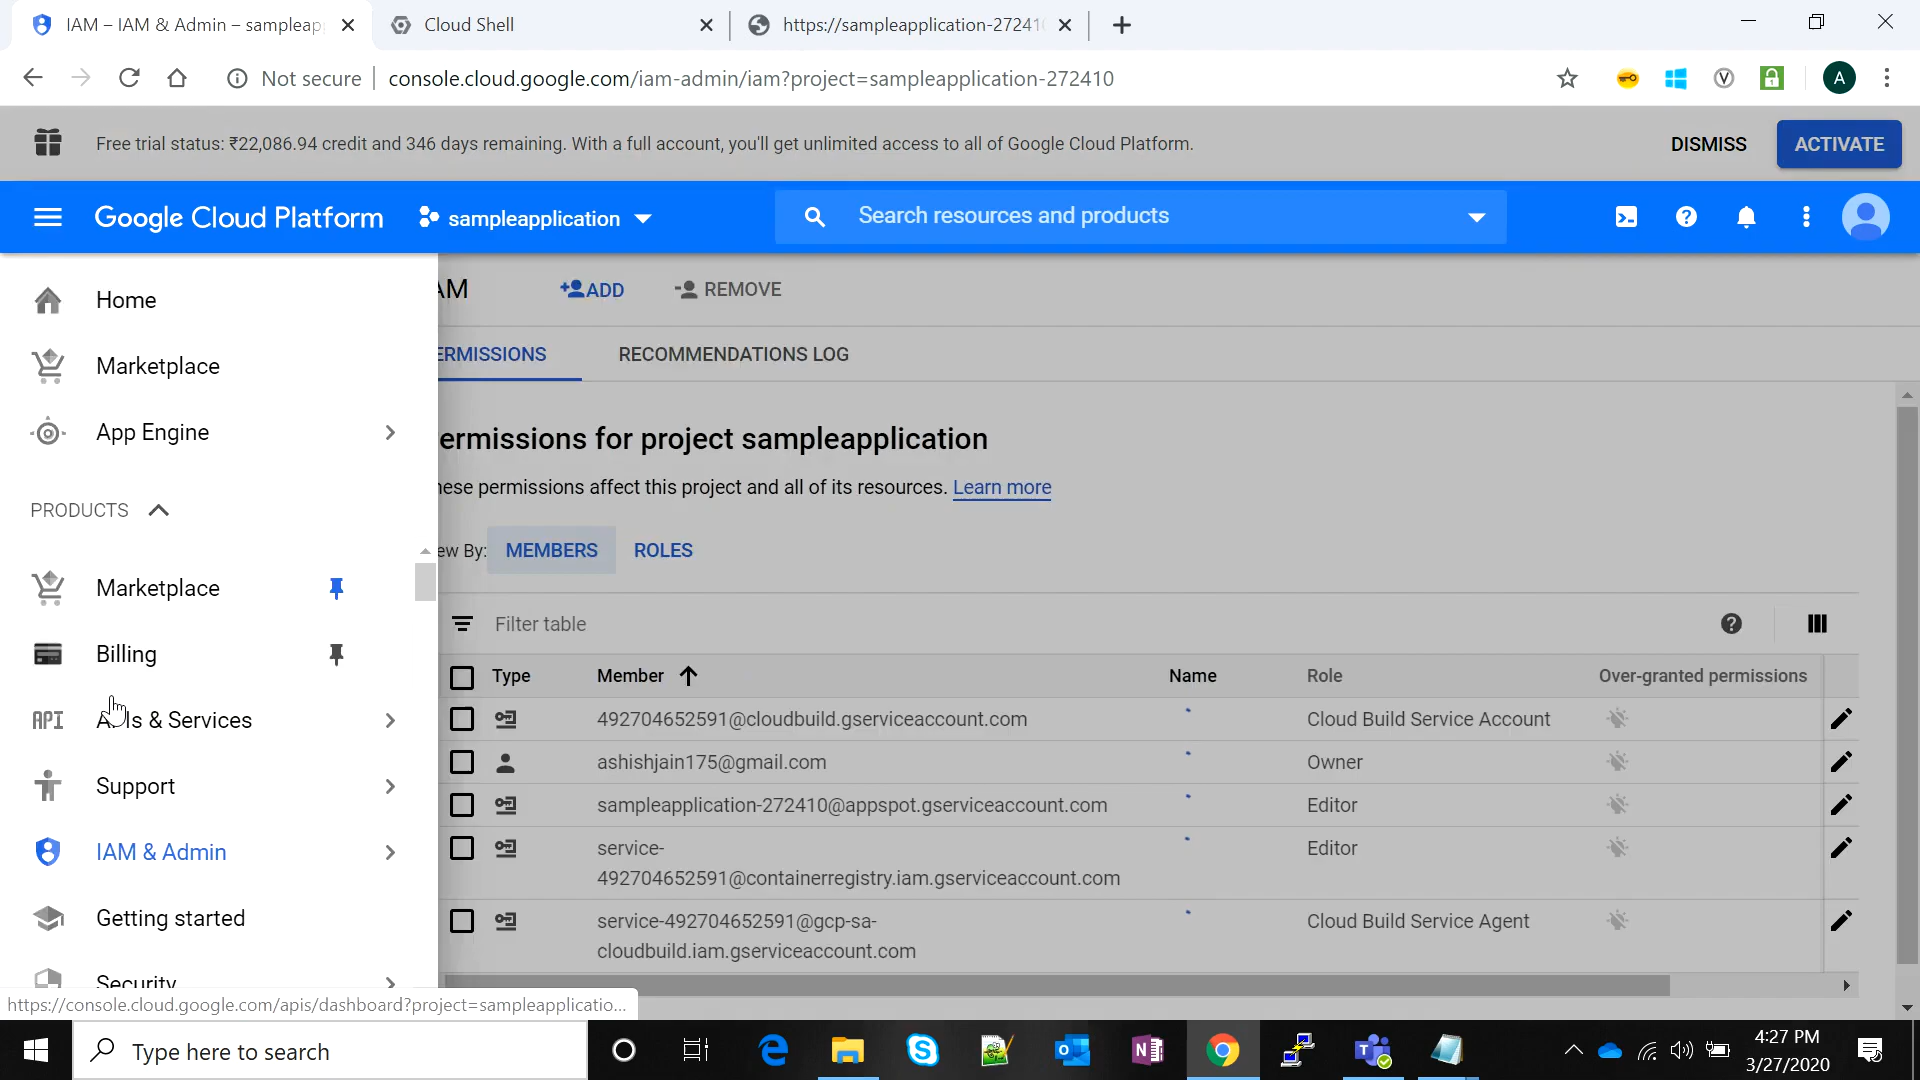 IAM – IAM & Admin – sampleapp
Cloud Shell
https://sampleapplication-27241
Not secure
console.cloud.google.com/iam-admin/iam?project=sampleapplication-272410
A
Free trial status: ₹22,086.94 credit and 346 days remaining. With a full account, you'll get unlimited access to all of Google Cloud Platform.
DISMISS
ACTIVATE
Google Cloud Platform
sampleapplication
Search resources and products
Home
Marketplace
App Engine
PRODUCTS
Marketplace
Billing
API
APIs & Services
Support
IAM & Admin
Getting started
Security
AM
ADD
REMOVE
ERMISSIONS
RECOMMENDATIONS LOG
ermissions for project sampleapplication
hese permissions affect this project and all of its resources. Learn more
ew By:
MEMBERS
ROLES
Filter table
Type
Member
Name
Role
Over-granted permissions
492704652591@cloudbuild.gserviceaccount.com
Cloud Build Service Account
ashishjain175@gmail.com
Owner
sampleapplication-272410@appspot.gserviceaccount.com
Editor
service-
492704652591@containerregistry.iam.gserviceaccount.com
Editor
service-492704652591@gcp-sa-
cloudbuild.iam.gserviceaccount.com
Cloud Build Service Agent
https://console.cloud.google.com/apis/dashboard?project=sampleapplicatio...
Type here to search
4:27 PM
3/27/2020